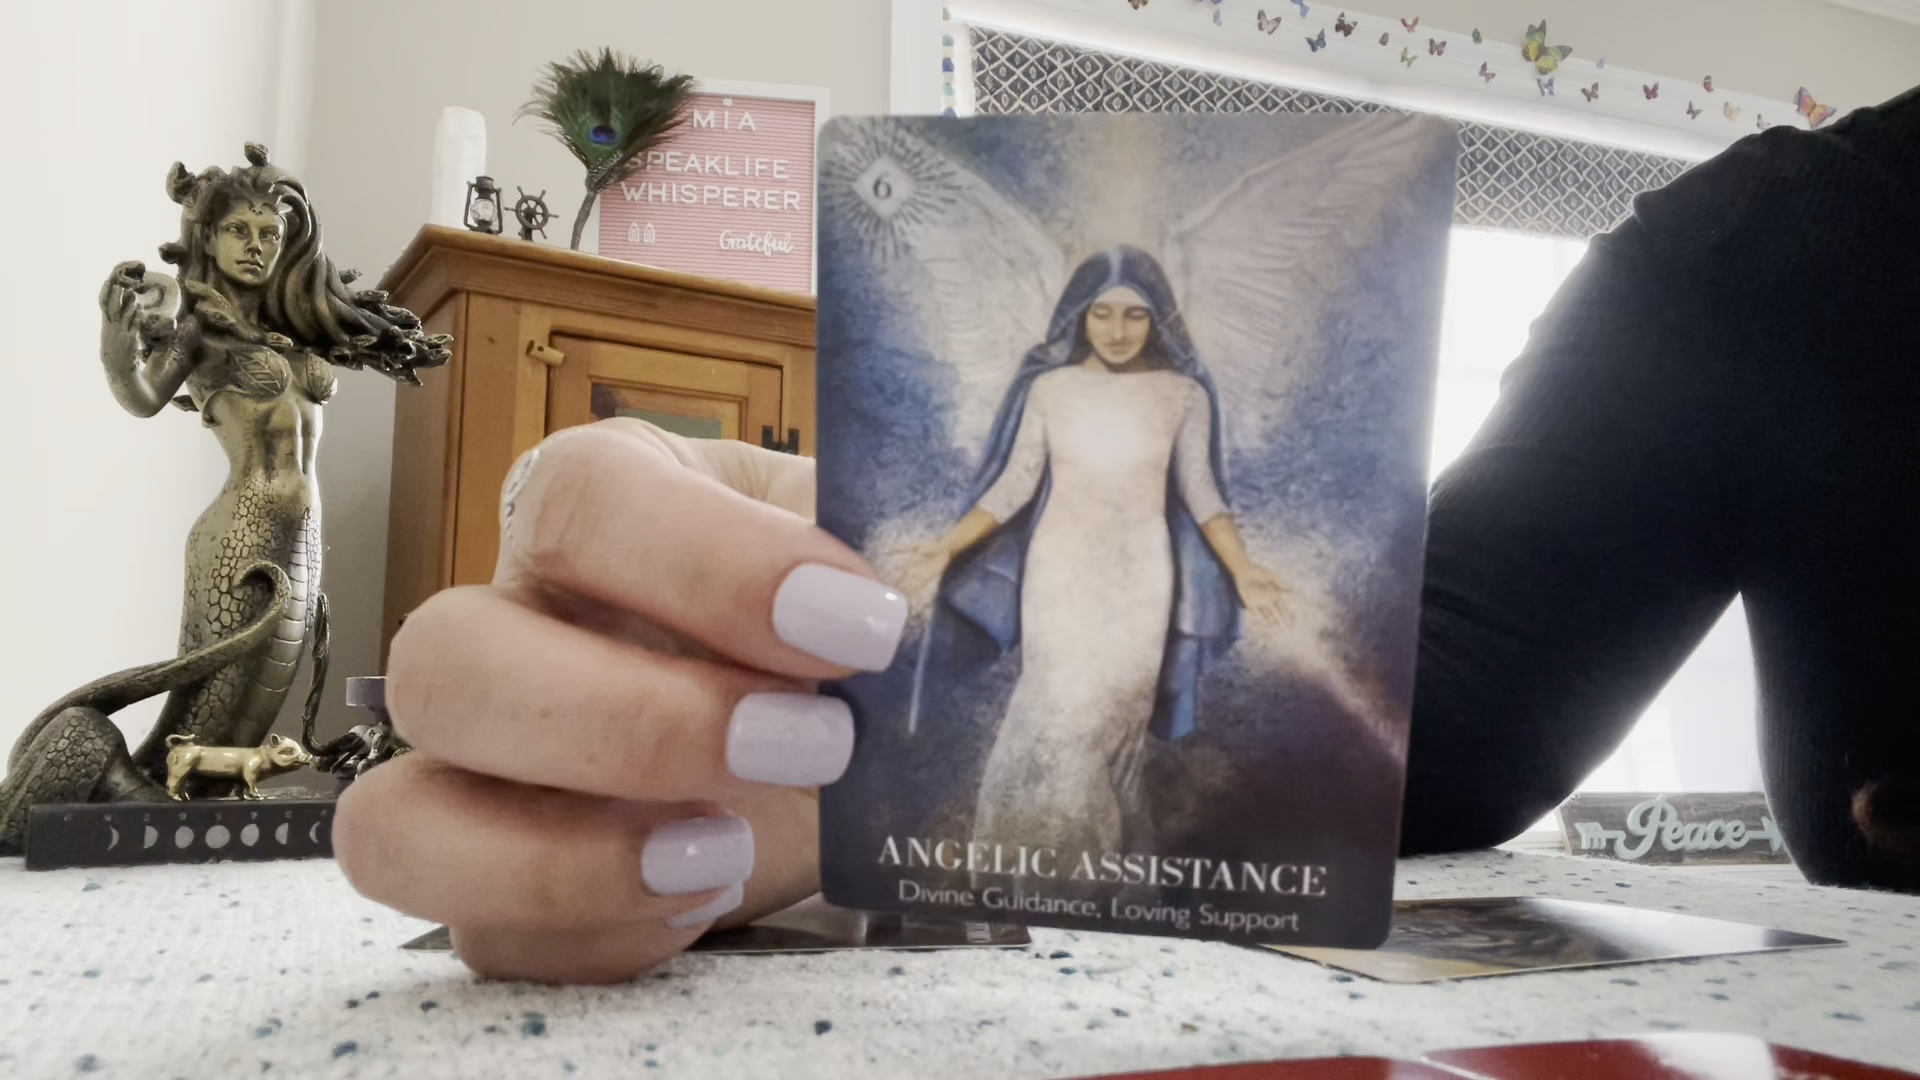 MIA
SPEAKLIFE
WHISPERER
Grateful
6
ANGELIC ASSISTANCE
Divine Guidance, Loving Support
Peace